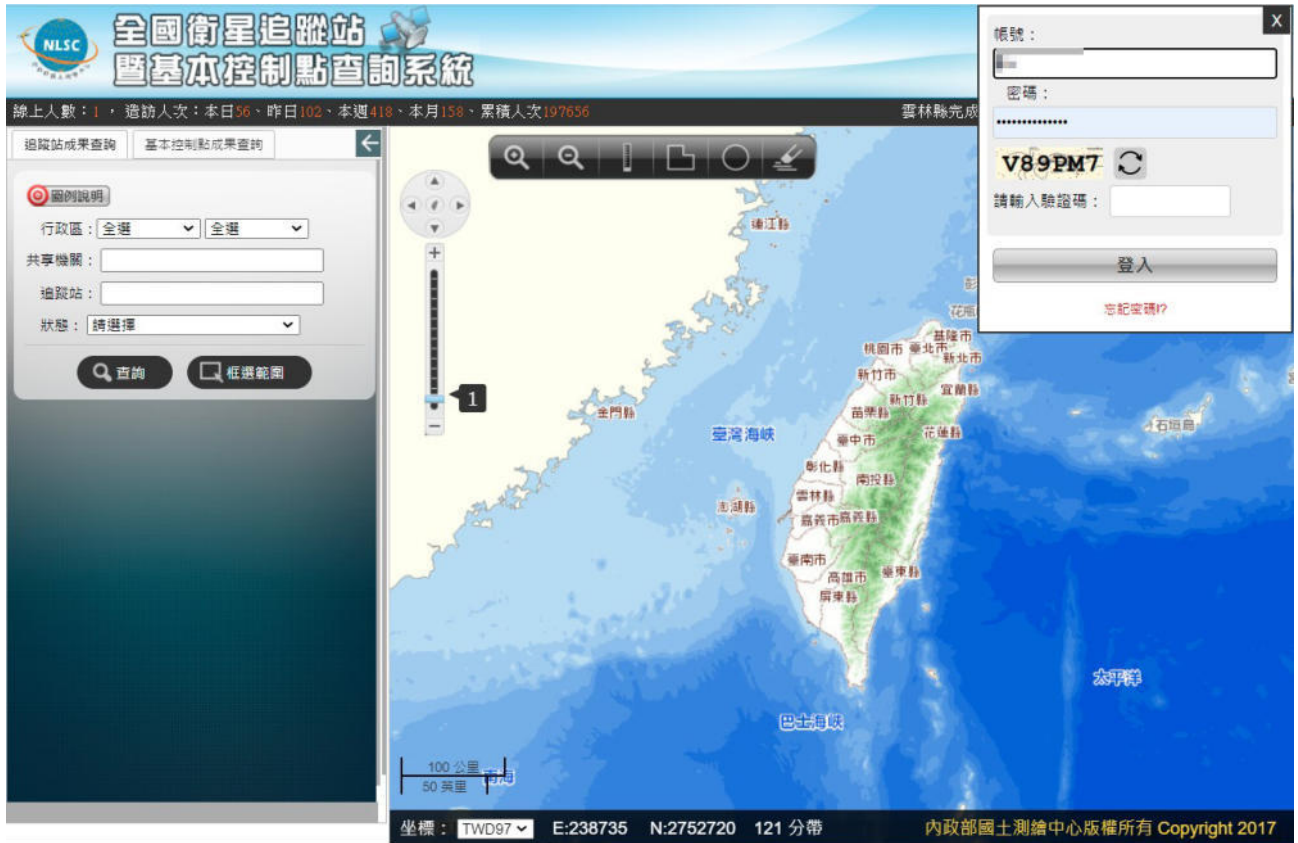 NLSC
全國衛星追蹤站
暨基本控制點查詢系統
線上人數：1 ， 造訪人次：本日56、昨日102、本週418、本月158、累積人次197656
雲林縣完成
追蹤站成果查詢
基本控制點成果查詢
圖例說明
行政區：全選 全選
共享機關：
追蹤站：
狀態：請選擇
查詢
框選範圍
X
帳號：
密碼：
V89PM7
請輸入驗證碼：
登入
忘記密碼!?
1
連江縣
花瓶
基隆市
桃園市 臺北市
新北市
新竹市
宜蘭縣
新竹縣
苗栗縣
金門縣
臺灣海峽
花蓮縣
臺中市
石垣島
彰化縣
南投縣
雲林縣
澎湖縣
嘉義市 嘉義縣
臺南市
臺東縣
高雄市
屏東縣
太平洋
巴士海峽
100 公里
南海
50 英里
坐標： TWD97 E:238735 N:2752720 121 分帶
內政部國土測繪中心版權所有 Copyright 2017